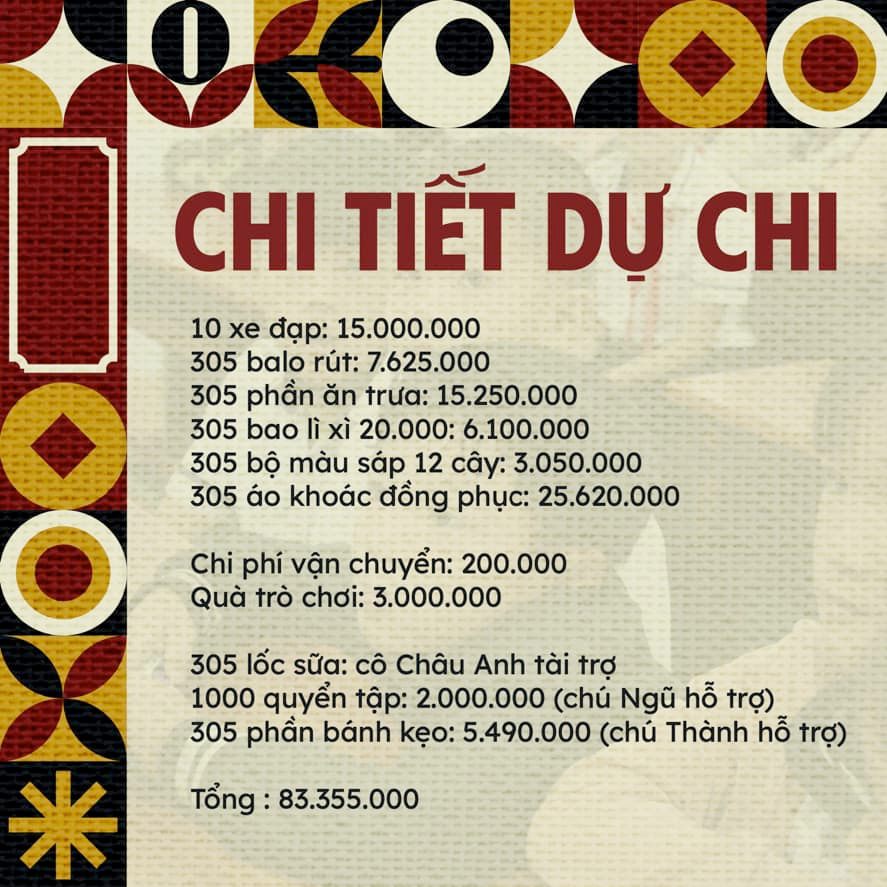 CHI TIẾT DỰ CHI
10 xe đạp: 15.000.000
305 balo rút: 7.625.000
305 phần ăn trưa: 15.250.000
305 bao lì xì 20.000: 6.100.000
305 bộ màu sáp 12 cây: 3.050.000
305 áo khoác đồng phục: 25.620.000
Chi phí vận chuyển: 200.000
Quà trò chơi: 3.000.000
305 lốc sữa: cô Châu Anh tài trợ
1000 quyển tập: 2.000.000 (chú Ngũ hỗ trợ)
305 phần bánh kẹo: 5.490.000 (chú Thành hỗ trợ)
Tổng : 83.355.000